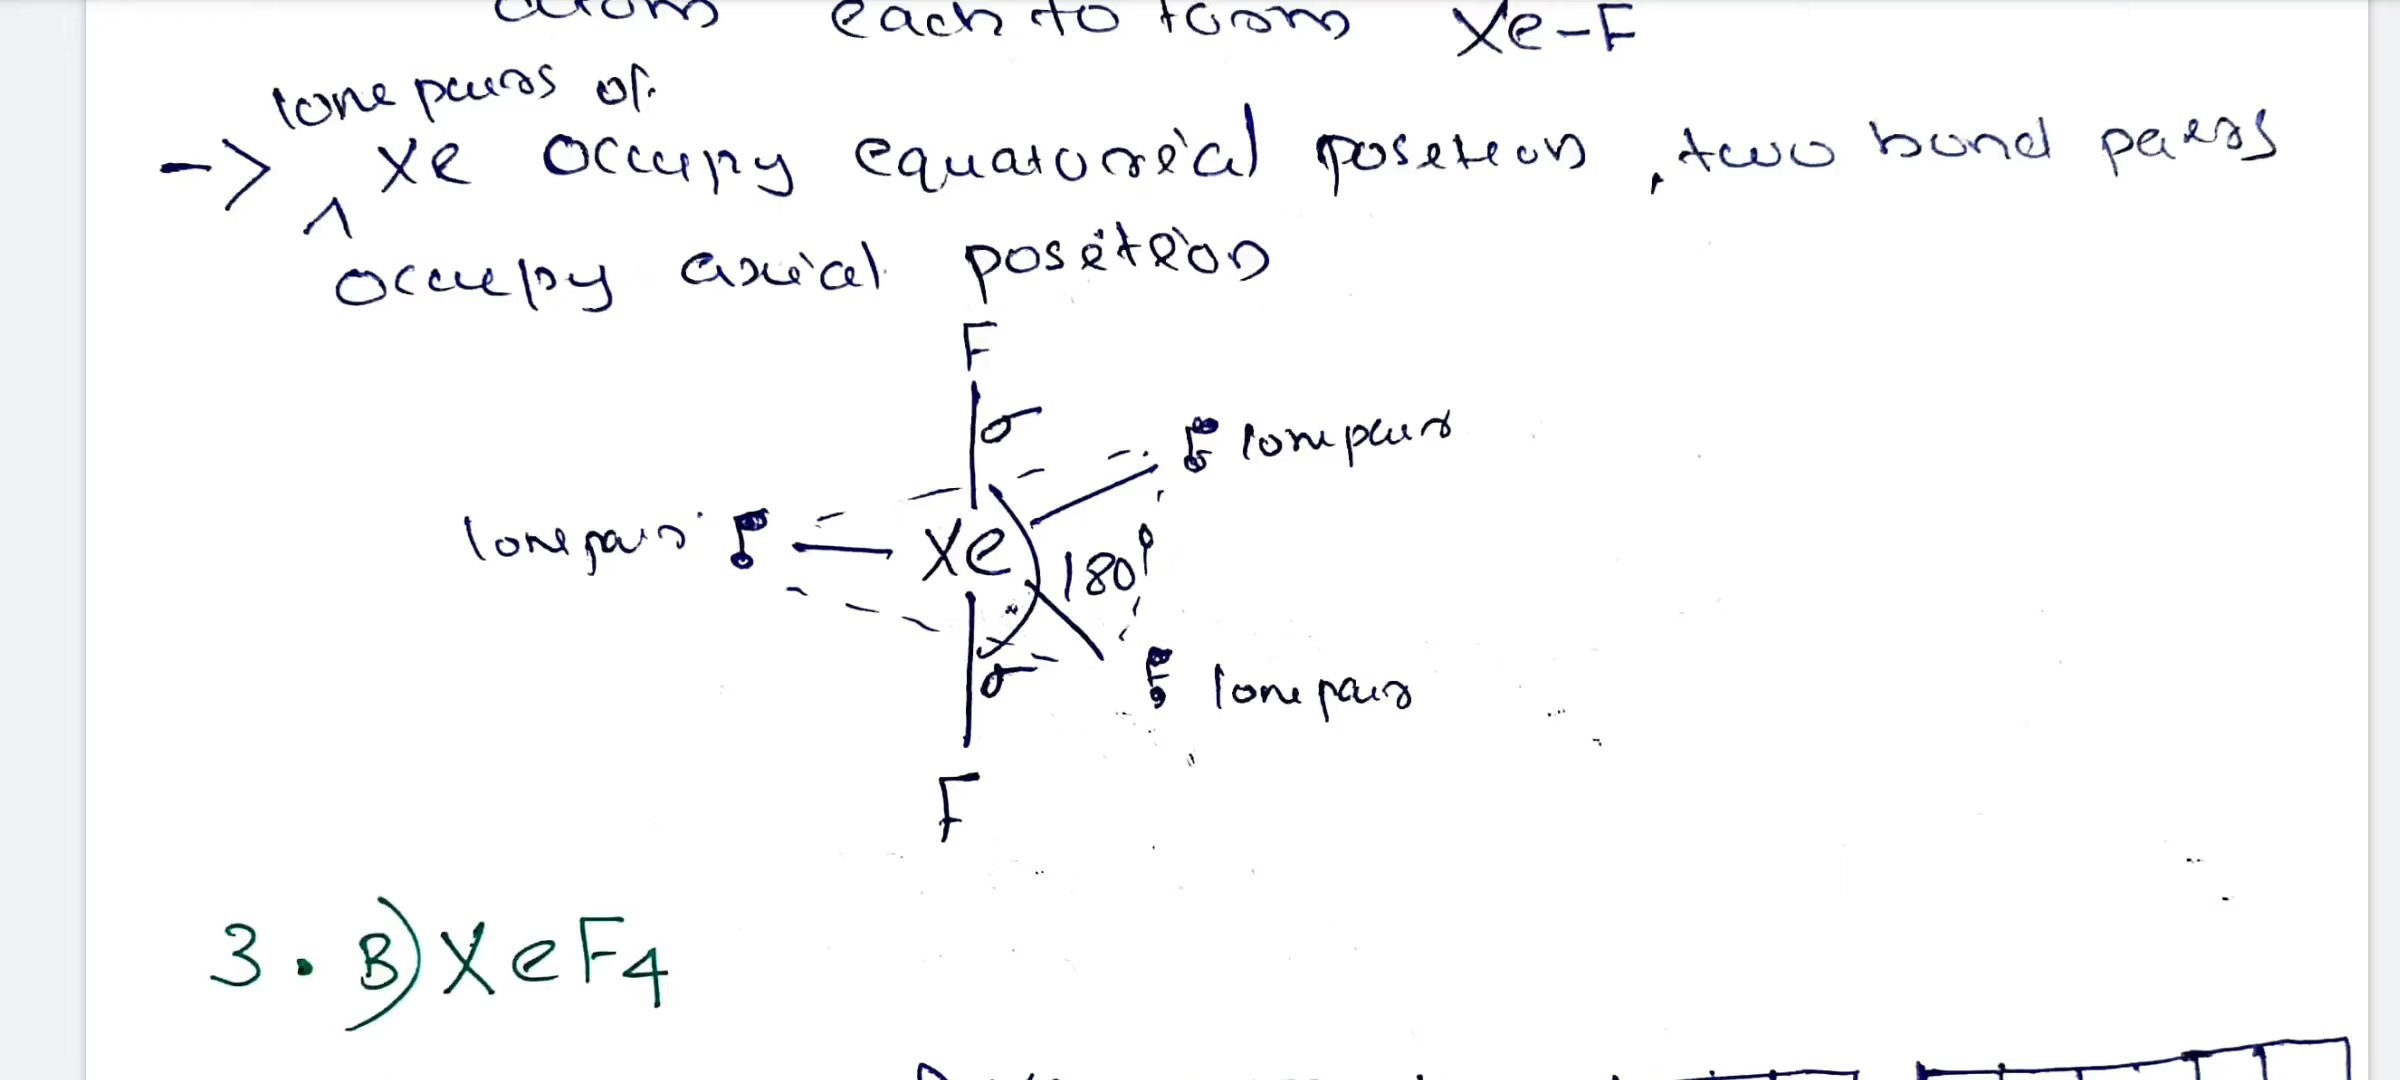 atoms each to form Xe-F
lone pairs of
-> ^ Xe occupy equatorial position, two bond pairs
occupy axial position
F
σ
lone pair
lone pair Xe 180°
σ
lone pair
F
3. B) XeF4